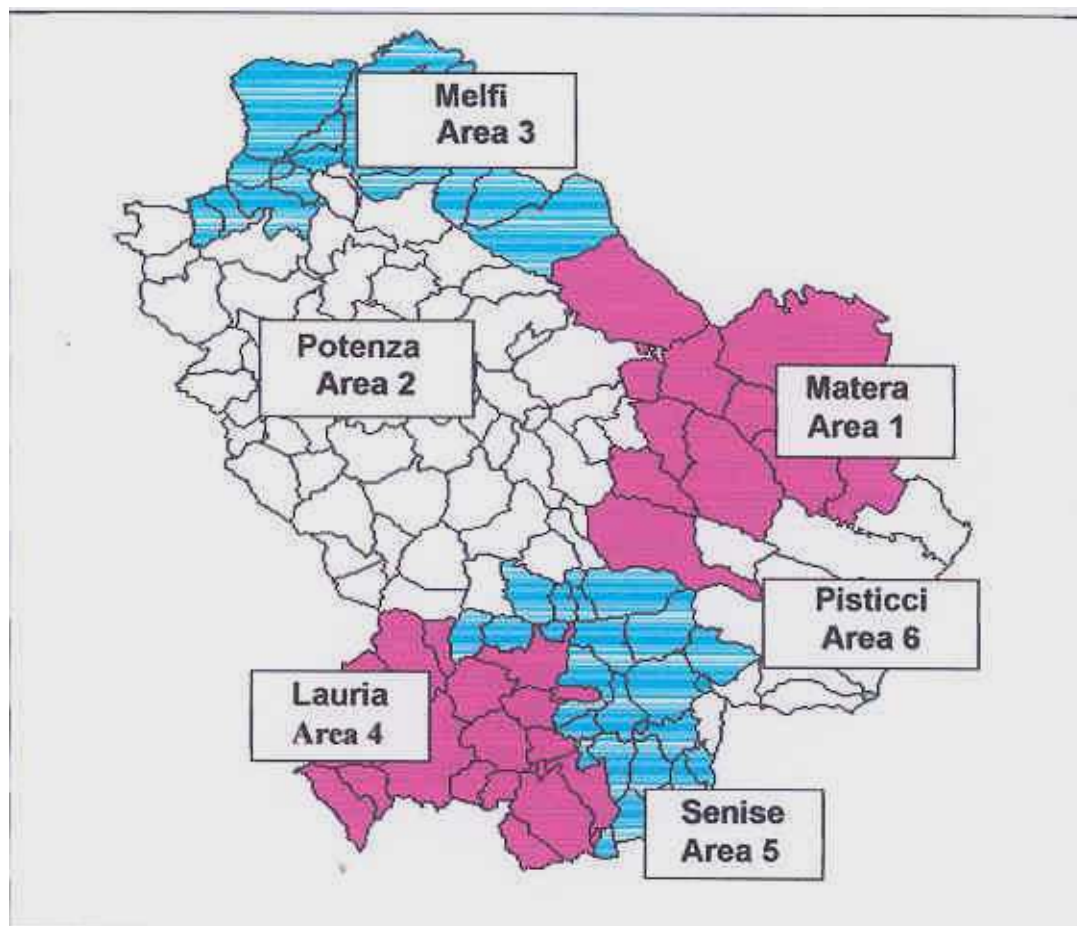 Melfi
Area 3
Potenza
Area 2
Matera
Area 1
Pisticci
Area 6
Lauria
Area 4
Senise
Area 5